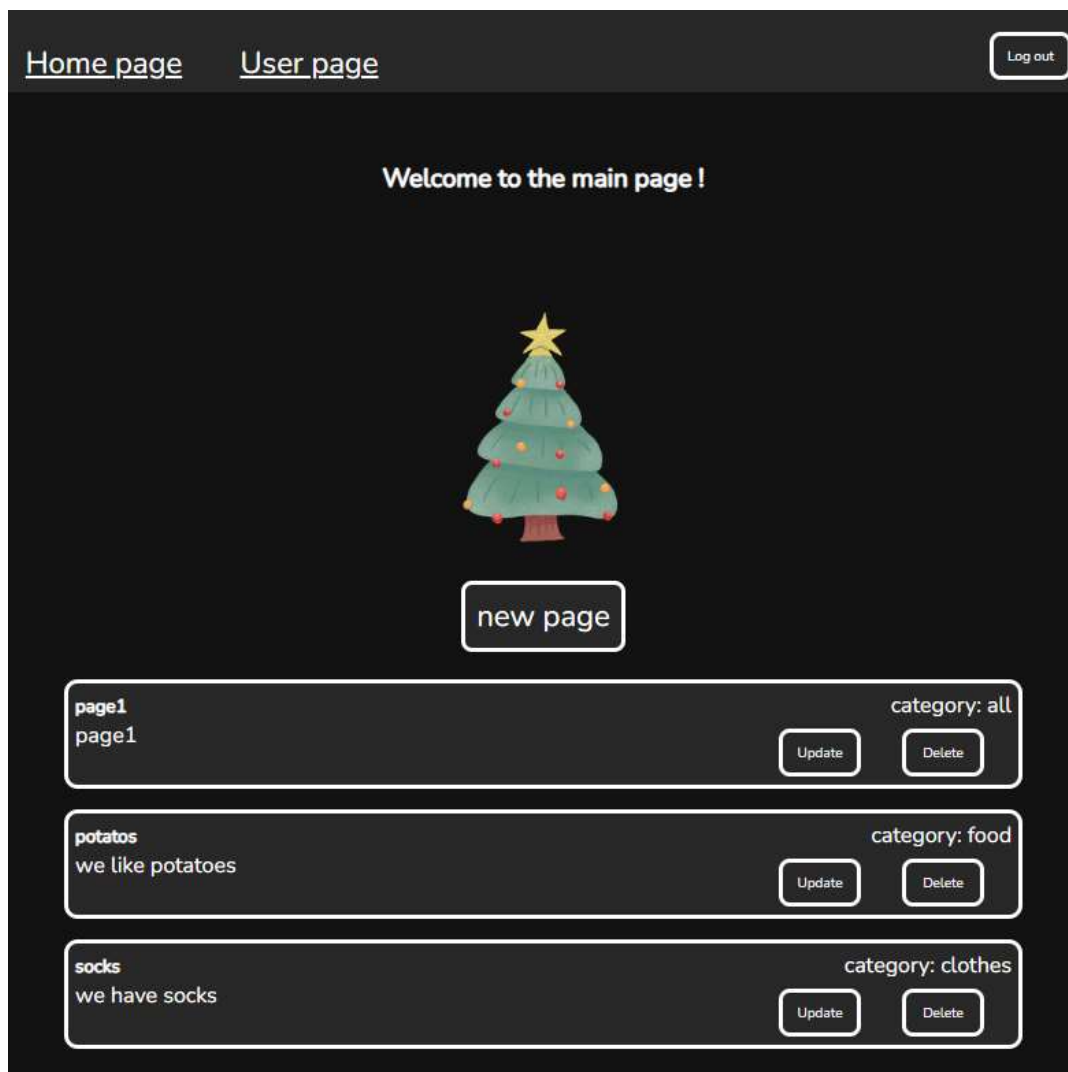 Home page User page Log out
Welcome to the main page !
new page
page1 category: all
page1
Update Delete
potatos category: food
we like potatoes
Update Delete
socks category: clothes
we have socks
Update Delete